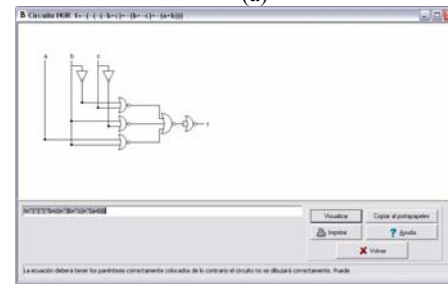 (a)
Circuito NOR f=-(-(-(-b+c)+-(b+-c)+-(a+b)))
a b c
f
Visualizar Copiar al portapapeles
Imprimir ? Ayuda
X Volver
La ecuación deberá tener los paréntesis correctamente colocados de lo contrario el circuito no se dibujará correctamente. Puede